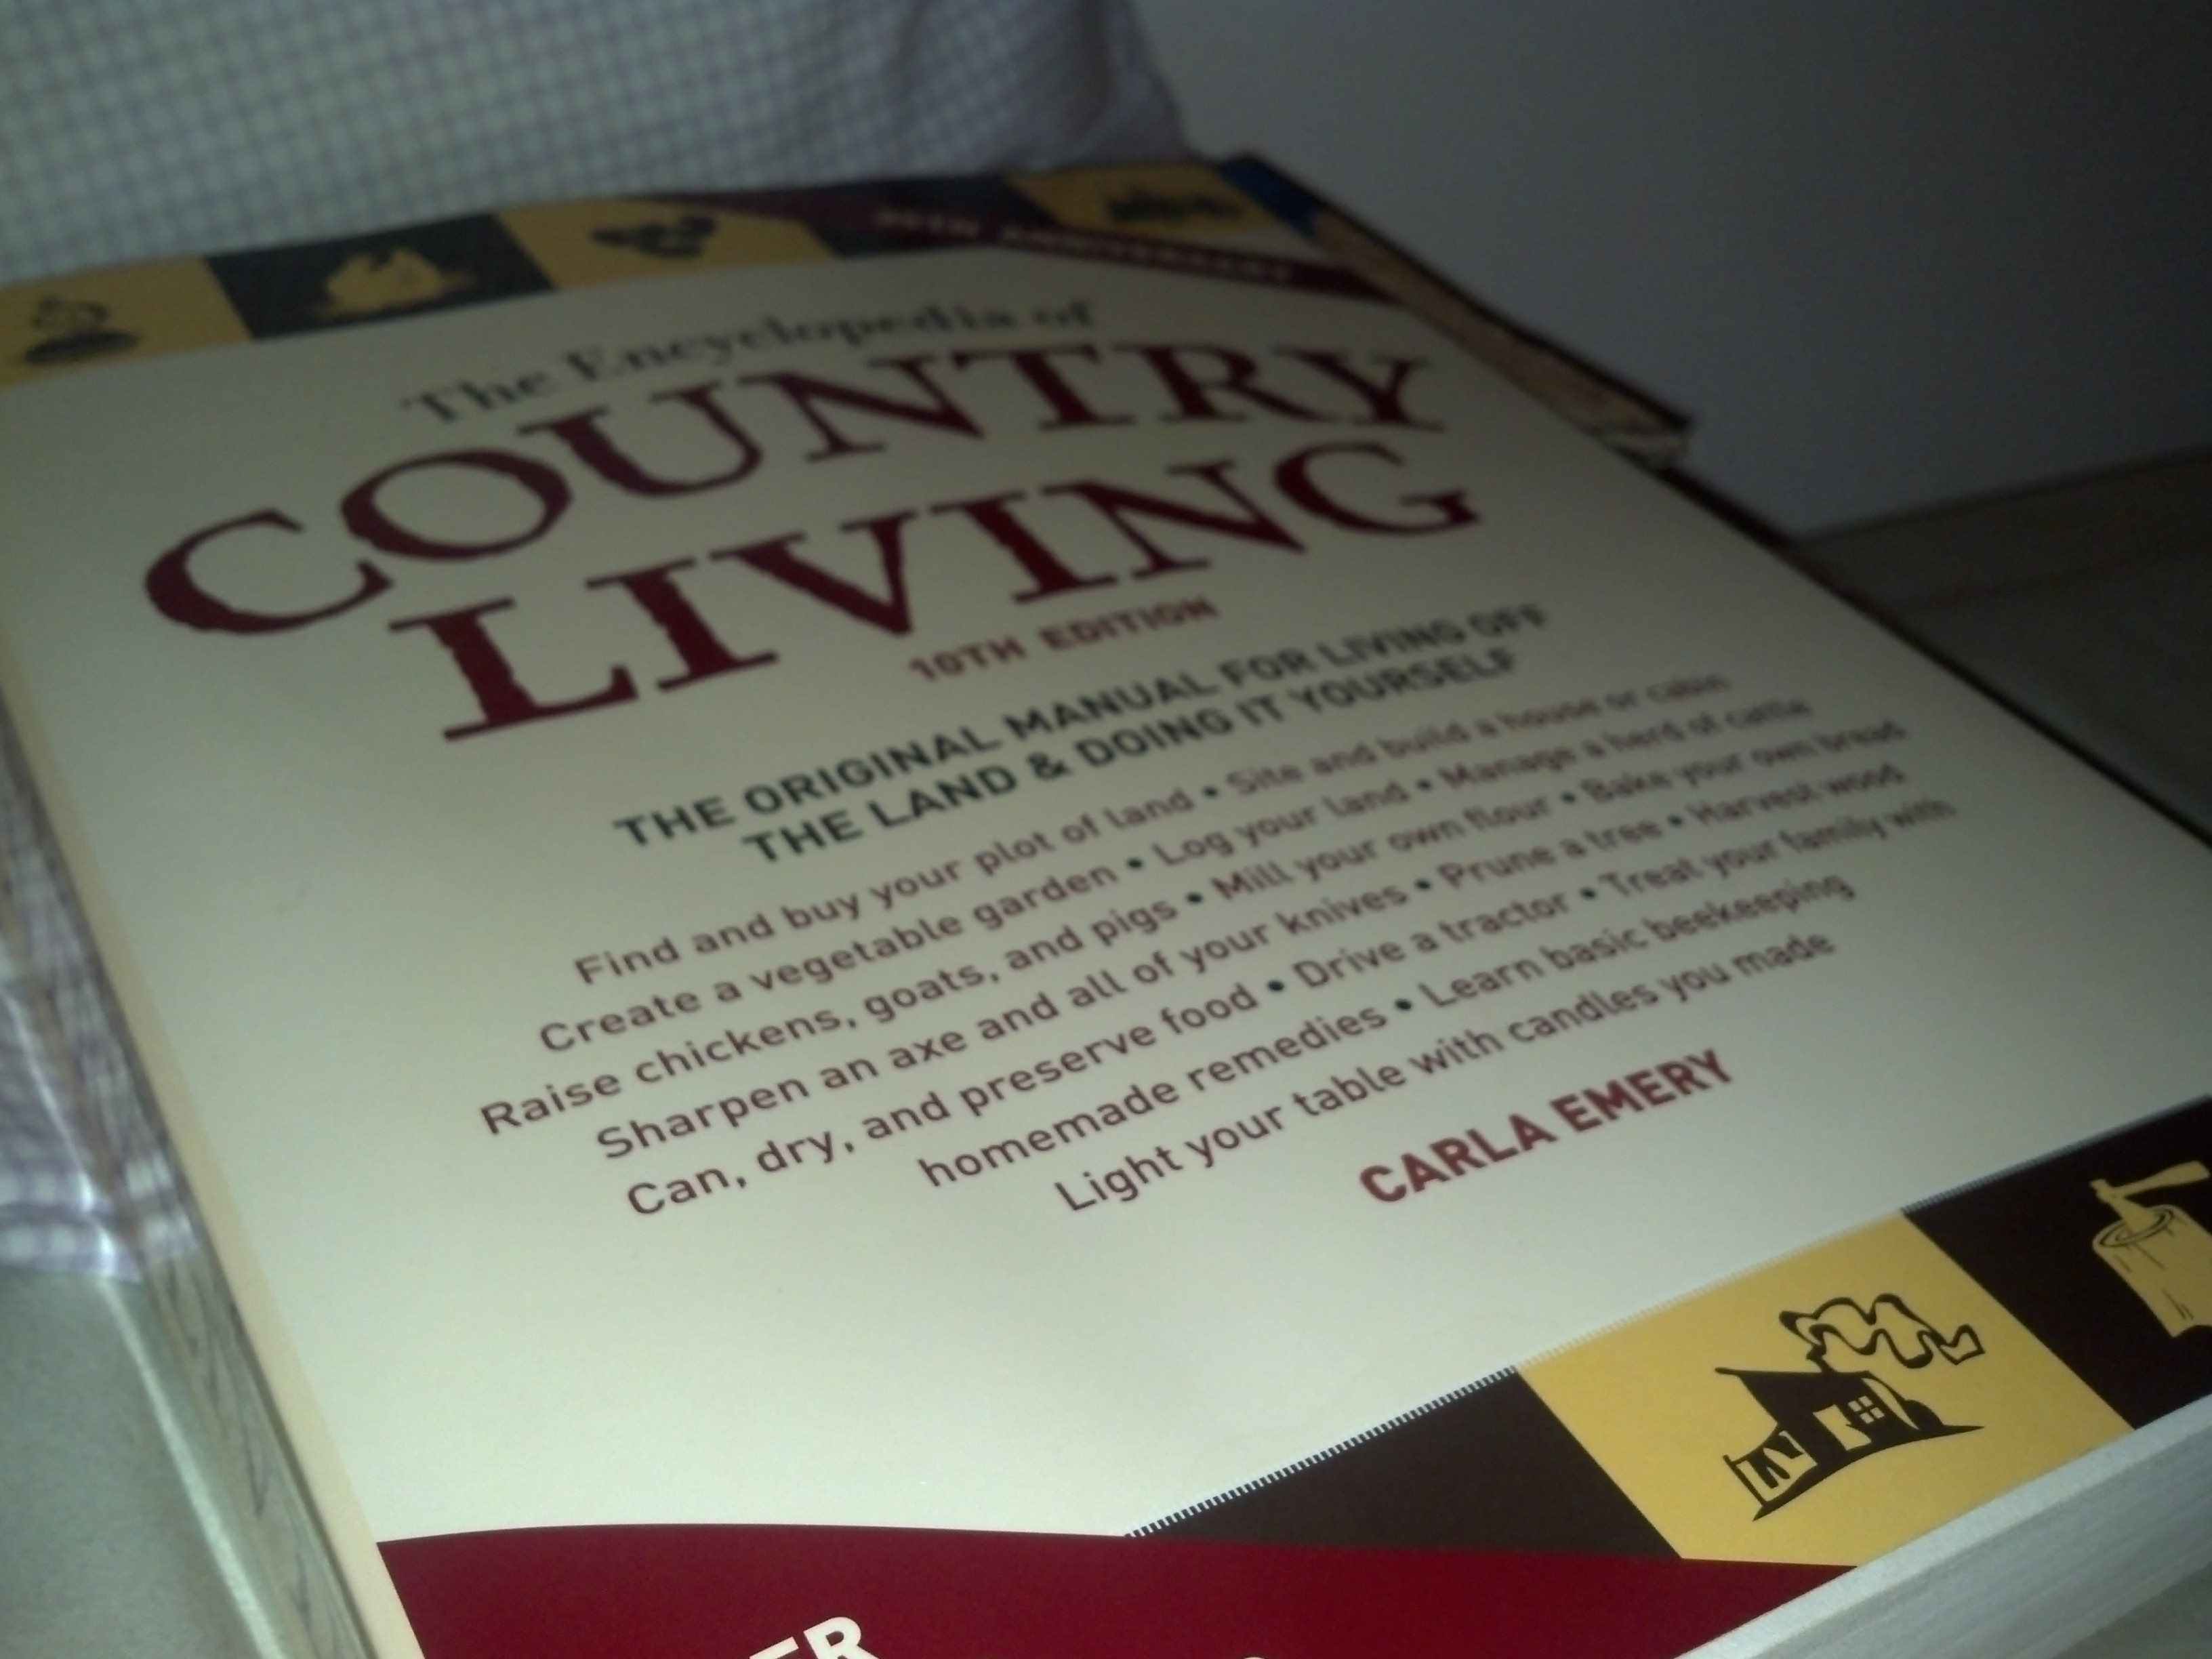 ANNIVERSARY
The Encyclopedia of
COUNTRY
LIVING
10TH EDITION
THE ORIGINAL MANUAL FOR LIVING OFF
THE LAND & DOING IT YOURSELF
Find and buy your plot of land • Site and build a house or cabin
Create a vegetable garden • Log your land • Manage a herd of cattle
Raise chickens, goats, and pigs • Mill your own flour • Bake your own bread
Sharpen an axe and all of your knives • Prune a tree • Harvest wood
Can, dry, and preserve food • Drive a tractor • Treat your family with
homemade remedies • Learn basic beekeeping
Light your table with candles you made
CARLA EMERY